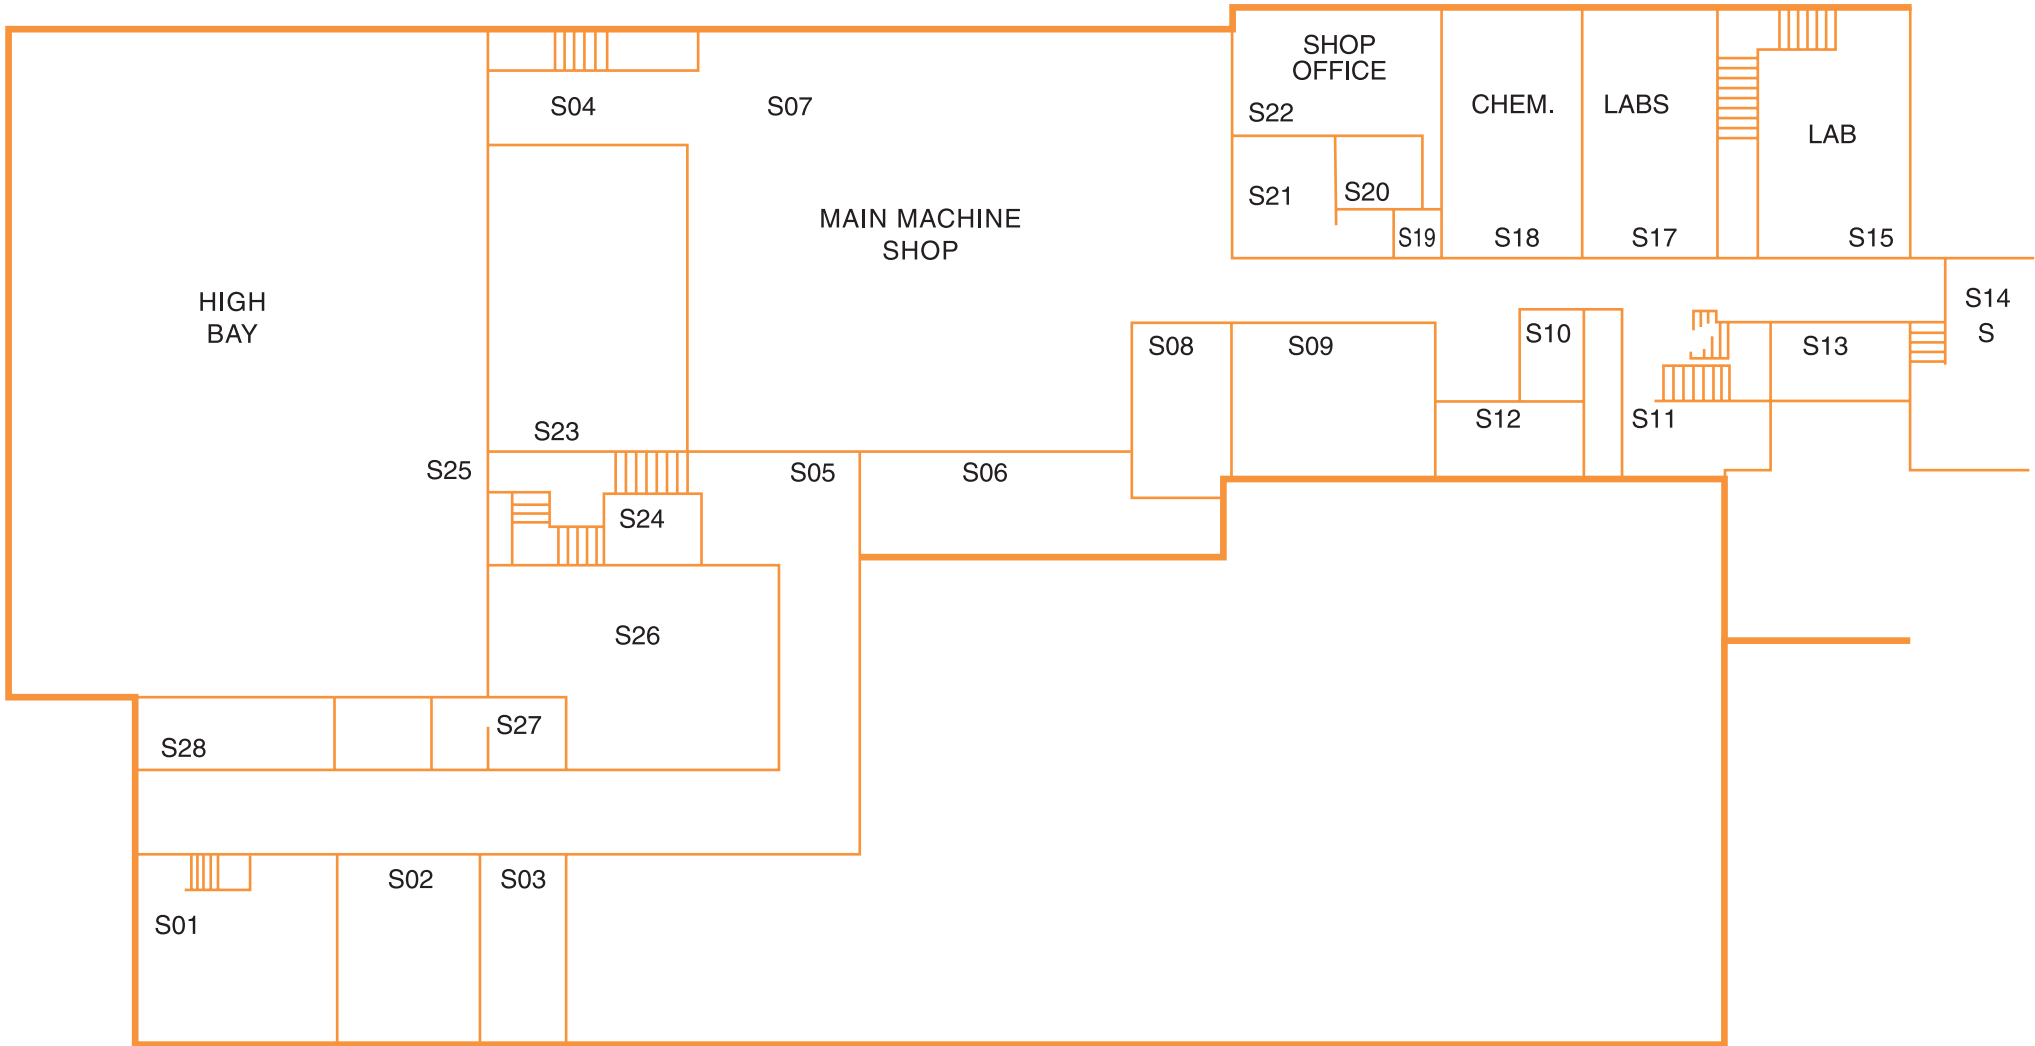 SHOP
OFFICE
S04
S07
S22
CHEM.
LABS
LAB
S21
S20
MAIN MACHINE
SHOP
S19
S18
S17
S15
HIGH
BAY
S14
S
S08
S09
S10
S13
S23
S12
S11
S25
S05
S06
S24
S26
S27
S28
S02
S03
S01